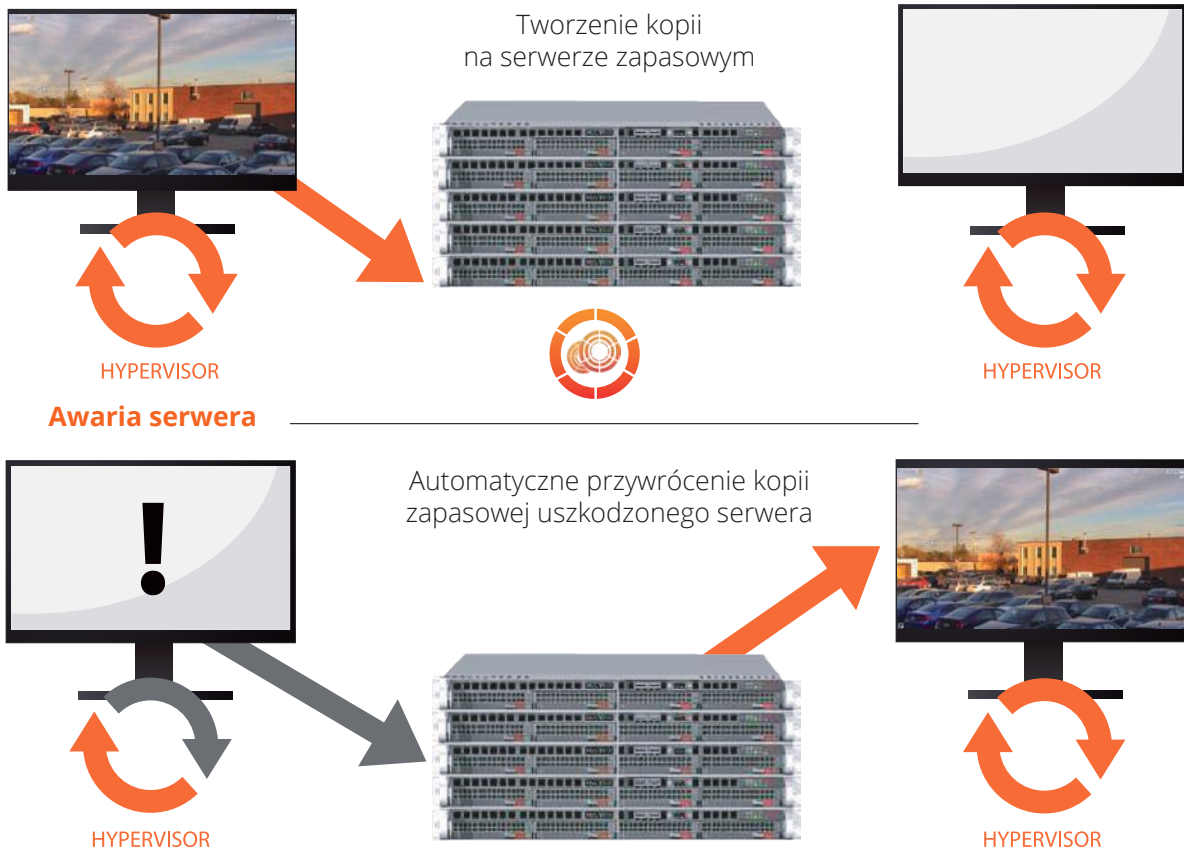 Tworzenie kopii
na serwerze zapasowym
HYPERVISOR
HYPERVISOR
Awaria serwera
Automatyczne przywrócenie kopii
zapasowej uszkodzonego serwera
!
HYPERVISOR
HYPERVISOR